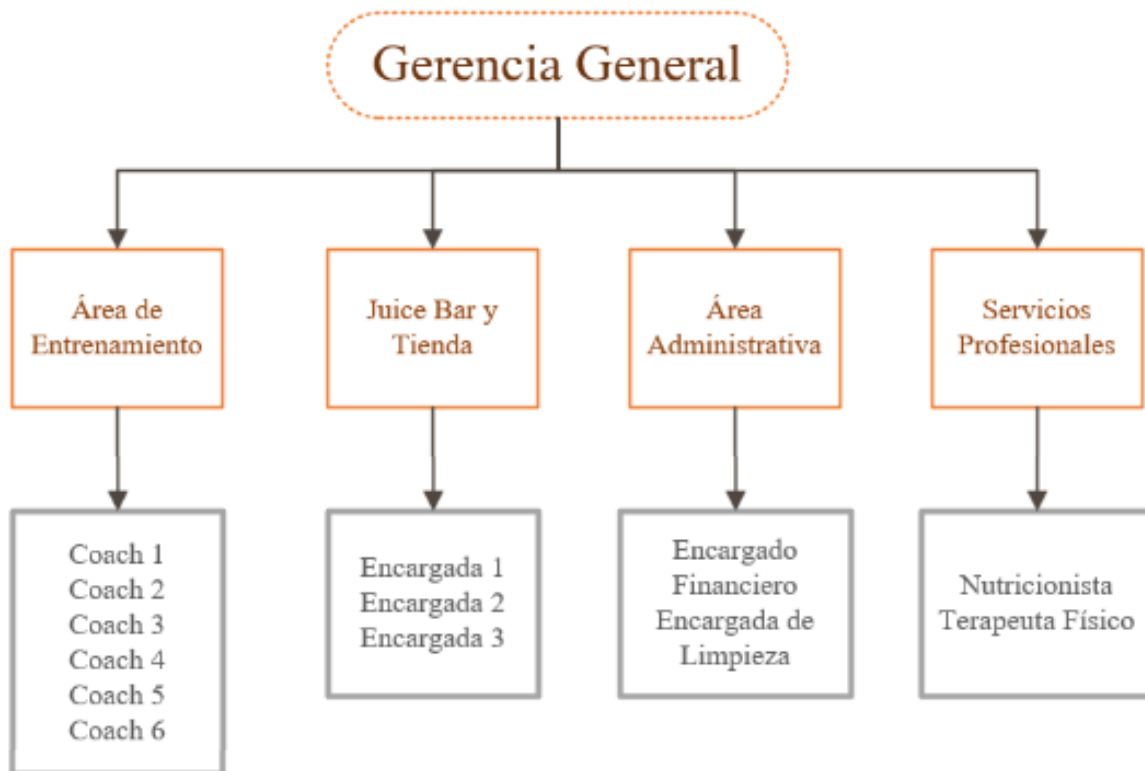 Gerencia General
Área de
Entrenamiento
Juice Bar y
Tienda
Área
Administrativa
Servicios
Profesionales
Coach 1
Coach 2
Coach 3
Coach 4
Coach 5
Coach 6
Encargada 1
Encargada 2
Encargada 3
Encargado
Financiero
Encargada de
Limpieza
Nutricionista
Terapeuta Físico